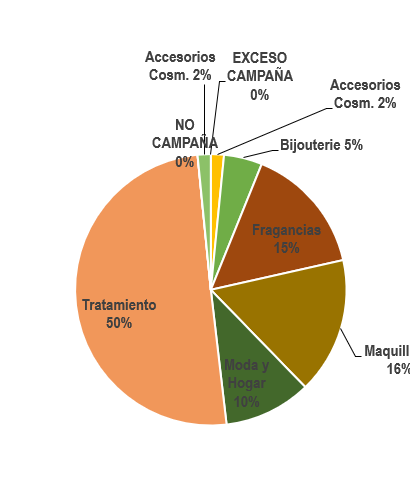 Accesorios
Cosm. 2%
EXCESO
CAMPAÑA
0%
Accesorios
Cosm. 2%
NO
CAMPAÑA
0%
Bijouterie 5%
Fragancias
15%
Tratamiento
50%
Maquill
16%
Moda y
Hogar
10%